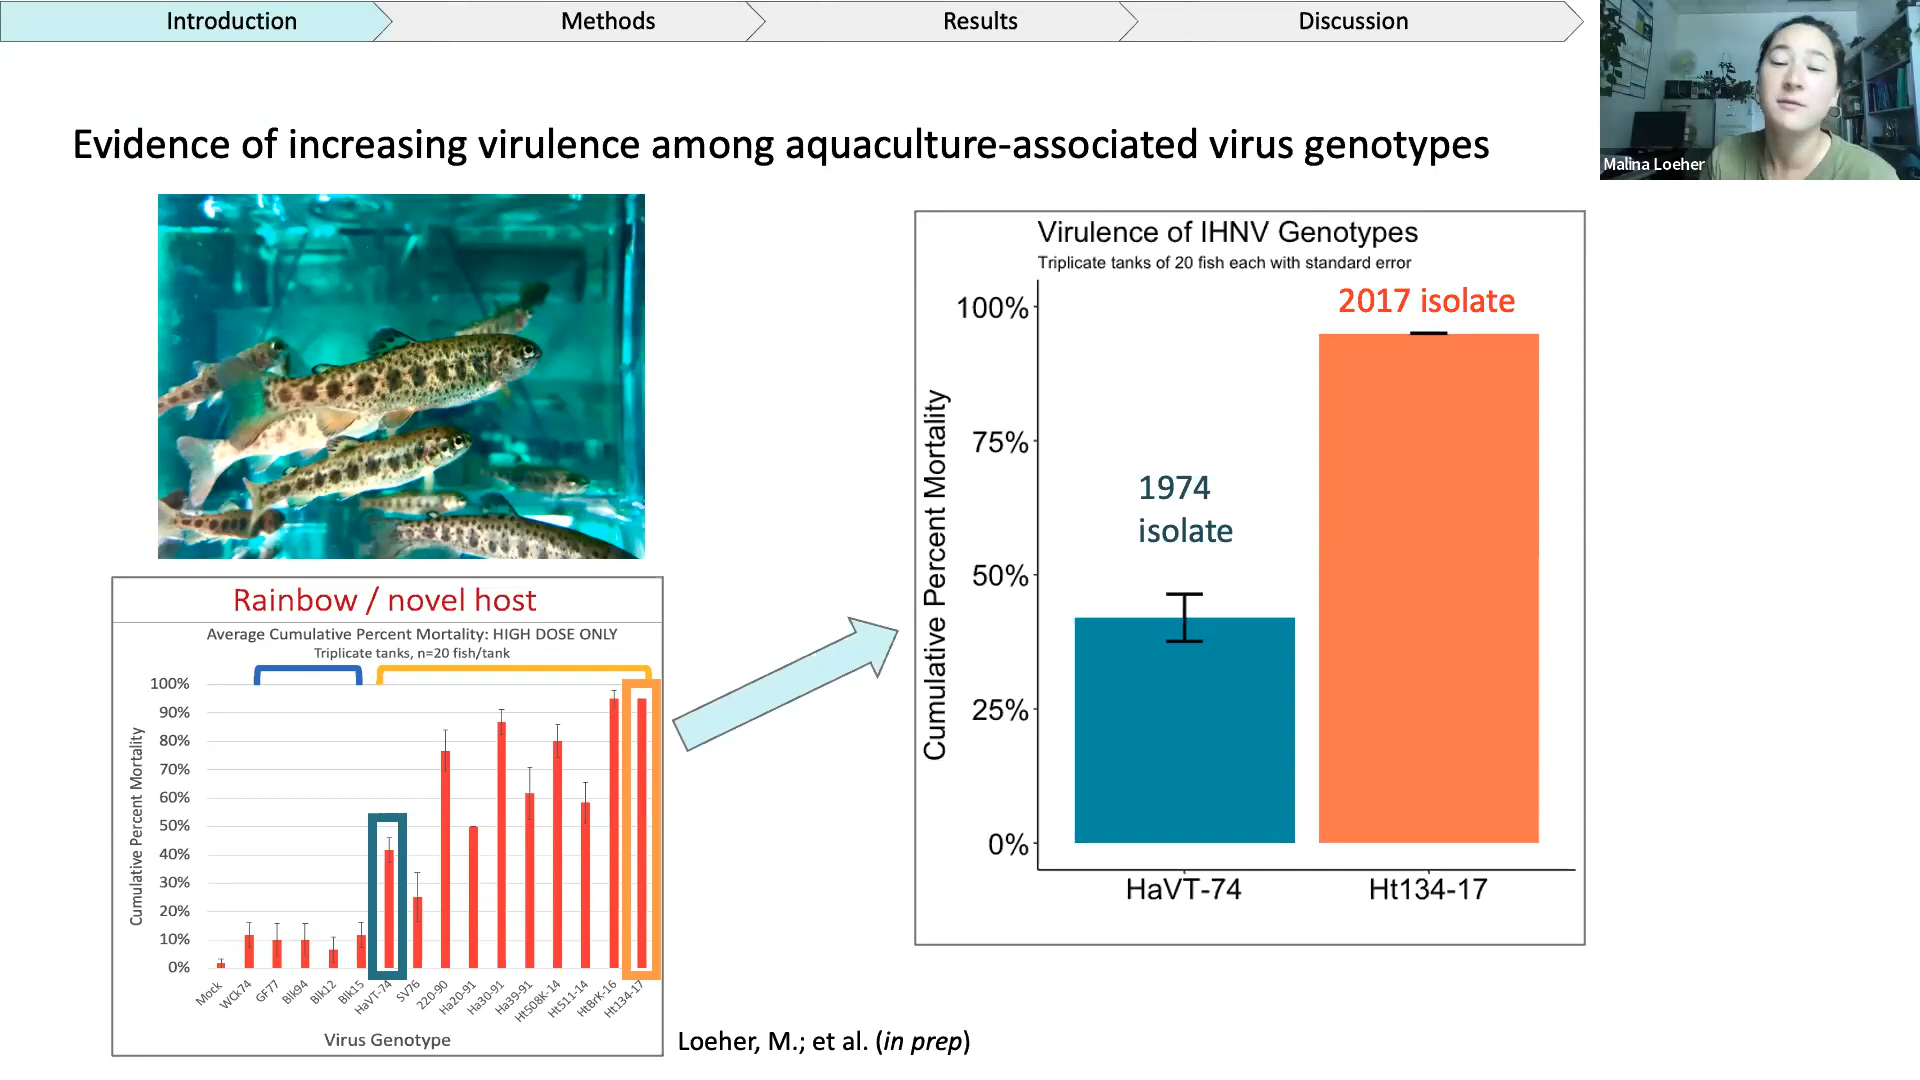 Introduction
Methods
Results
Discussion
Malina Loeher
Evidence of increasing virulence among aquaculture-associated virus genotypes
Rainbow / novel host
Average Cumulative Percent Mortality: HIGH DOSE ONLY
Triplicate tanks, n=20 fish/tank
Cumulative Percent Mortality
100%
90%
80%
70%
60%
50%
40%
30%
20%
10%
0%
Mock
WCk74
GF77
Blk94
Blk12
Blk15
HaVT-74
SV76
220-90
Ha20-91
Ha30-91
Ha39-91
Ht508K-14
Ht511-14
HtBrK-16
Ht134-17
Virus Genotype
Loeher, M.; et al. (in prep)
Virulence of IHNV Genotypes
Triplicate tanks of 20 fish each with standard error
Cumulative Percent Mortality
100%
75%
50%
25%
0%
1974
isolate
2017 isolate
HaVT-74
Ht134-17